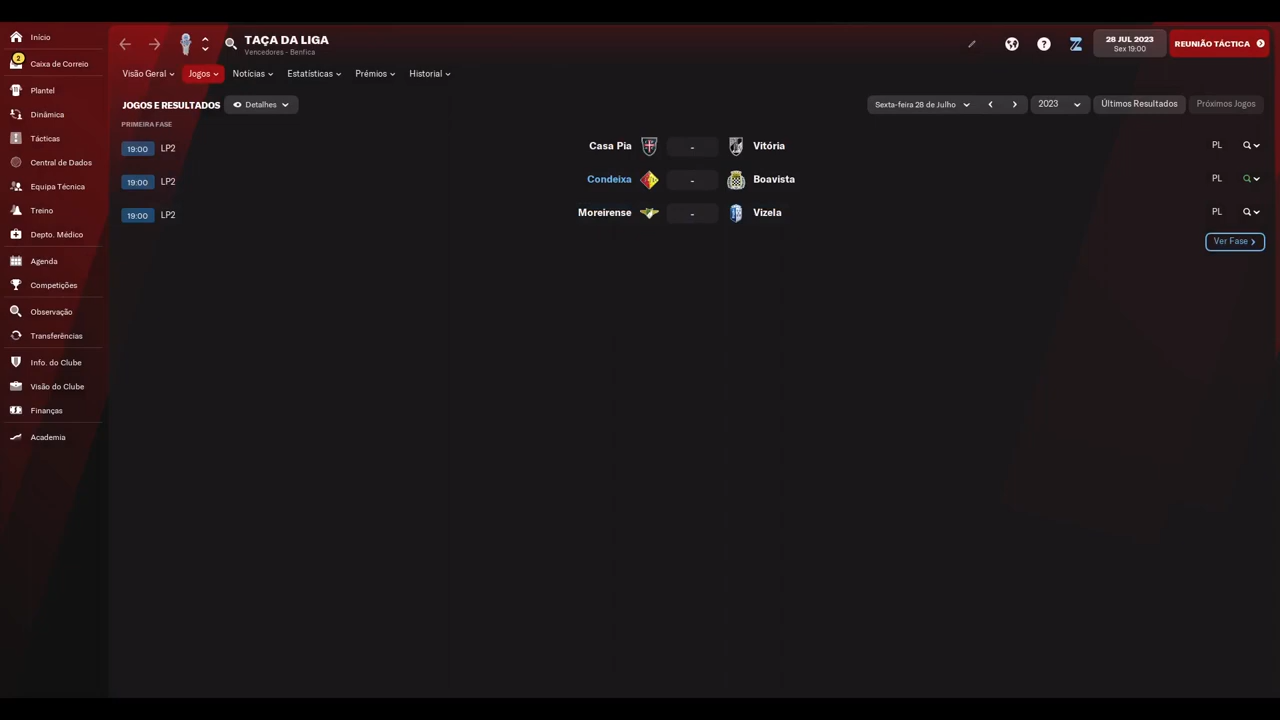 Início
2
Caixa de Correio
Plantel
Dinâmica
Tácticas
Central de Dados
Equipa Técnica
Treino
Depto. Médico
Agenda
Competições
Observação
Transferências
Info. do Clube
Visão do Clube
Finanças
Academia
TAÇA DA LIGA
Vencedores - Benfica
28 JUL 2023
Sex 19:00
REUNIÃO TÁCTICA
Visão Geral Jogos Notícias Estatísticas Prémios Historial
JOGOS E RESULTADOS Detalhes Sexta-feira 28 de Julho 2023 Últimos Resultados Próximos Jogos
PRIMEIRA FASE
19:00 LP2 Casa Pia - Vitória PL
19:00 LP2 Condeixa - Boavista PL
19:00 LP2 Moreirense - Vizela PL
Ver Fase